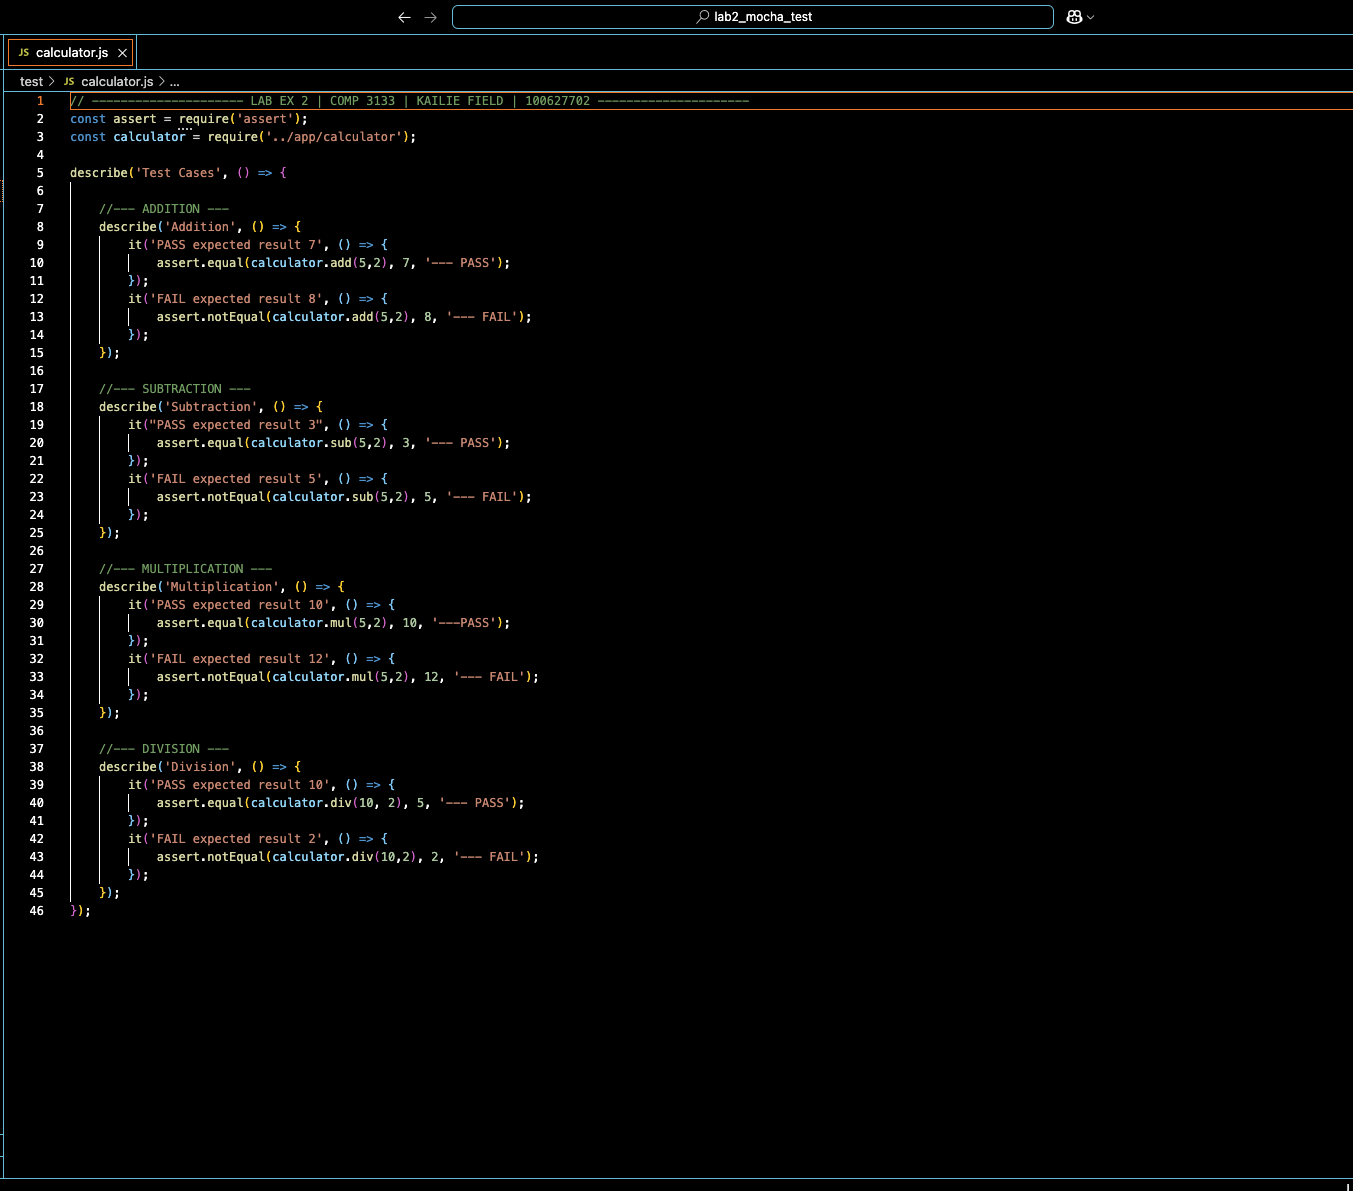 lab2_mocha_test
JS calculator.js
test > JS calculator.js > ...
1 // --------------------- LAB EX 2 | COMP 3133 | KAILIE FIELD | 100627702 ---------------------
2 const assert = require('assert');
3 const calculator = require('../app/calculator');
4
5 describe('Test Cases', () => {
6
7     //--- ADDITION ---
8     describe('Addition', () => {
9         it('PASS expected result 7', () => {
10             assert.equal(calculator.add(5,2), 7, '--- PASS');
11         });
12         it('FAIL expected result 8', () => {
13             assert.notEqual(calculator.add(5,2), 8, '--- FAIL');
14         });
15     });
16
17     //--- SUBTRACTION ---
18     describe('Subtraction', () => {
19         it("PASS expected result 3", () => {
20             assert.equal(calculator.sub(5,2), 3, '--- PASS');
21         });
22         it('FAIL expected result 5', () => {
23             assert.notEqual(calculator.sub(5,2), 5, '--- FAIL');
24         });
25     });
26
27     //--- MULTIPLICATION ---
28     describe('Multiplication', () => {
29         it('PASS expected result 10', () => {
30             assert.equal(calculator.mul(5,2), 10, '---PASS');
31         });
32         it('FAIL expected result 12', () => {
33             assert.notEqual(calculator.mul(5,2), 12, '--- FAIL');
34         });
35     });
36
37     //--- DIVISION ---
38     describe('Division', () => {
39         it('PASS expected result 10', () => {
40             assert.equal(calculator.div(10, 2), 5, '--- PASS');
41         });
42         it('FAIL expected result 2', () => {
43             assert.notEqual(calculator.div(10,2), 2, '--- FAIL');
44         });
45     });
46 });